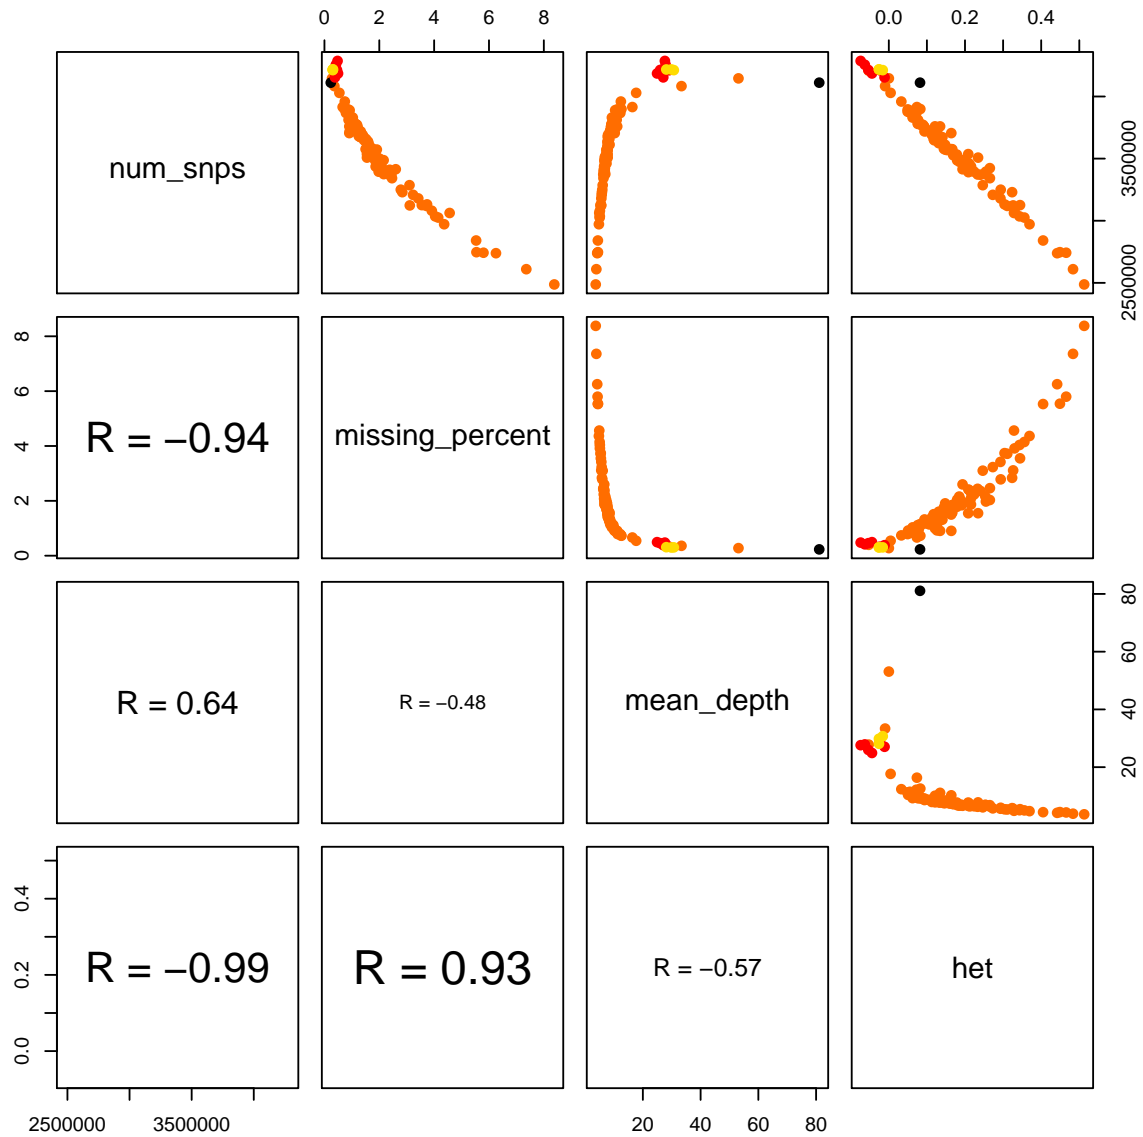 0 2 4 6 8
0.0 0.2 0.4
num_snps
2500000 3500000
8
6
4
2
0
R = −0.94
missing_percent
R = 0.64
R = −0.48
mean_depth
80
60
40
20
0.4
0.2
0.0
R = −0.99
R = 0.93
R = −0.57
het
2500000 3500000
20 40 60 80